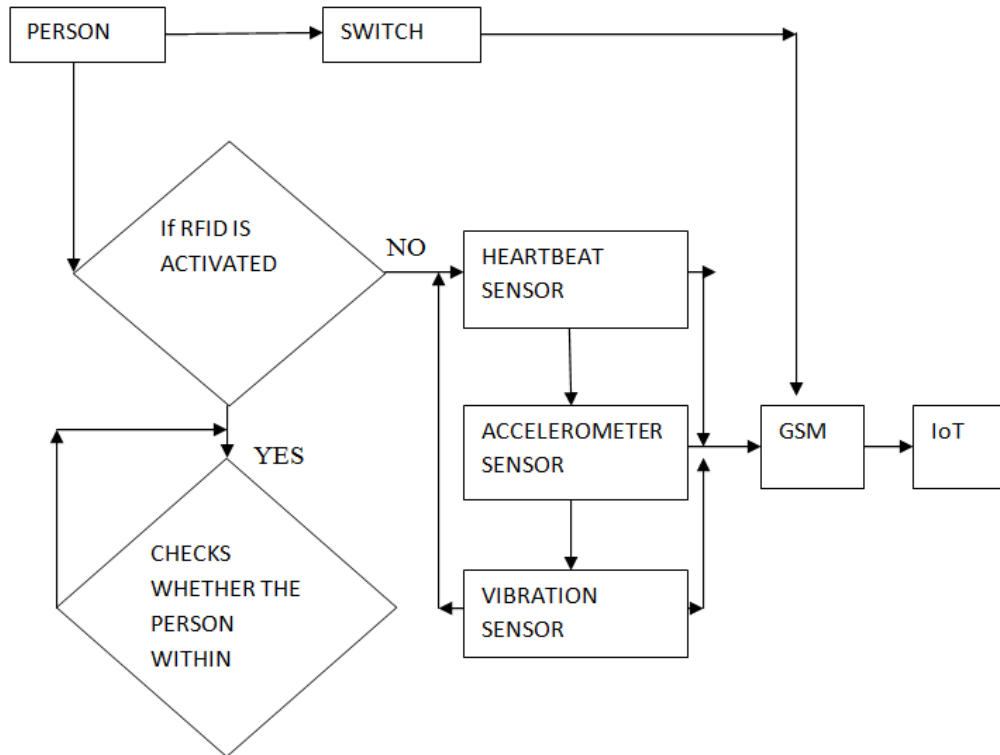 PERSON
SWITCH
If RFID IS
ACTIVATED
NO
HEARTBEAT
SENSOR
ACCELEROMETER
SENSOR
GSM
IoT
YES
CHECKS
WHETHER THE
PERSON
WITHIN
VIBRATION
SENSOR